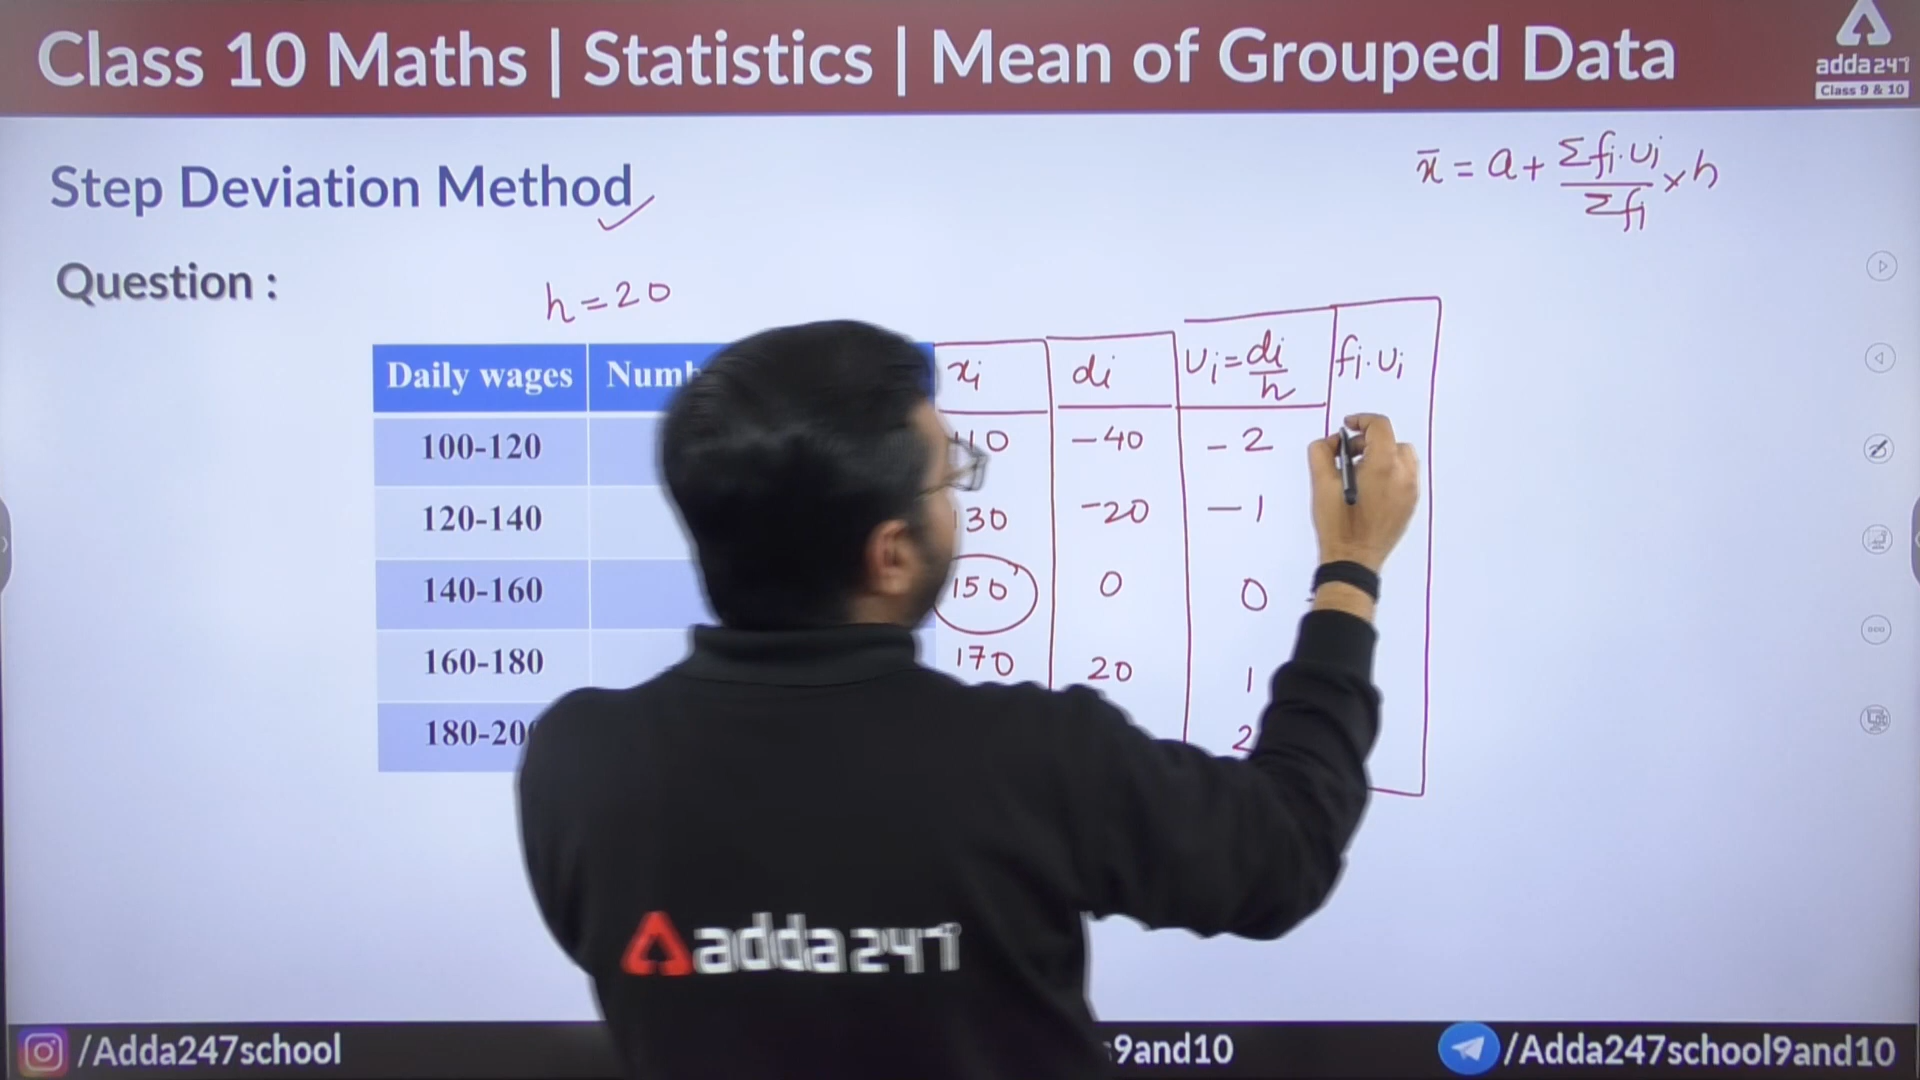 Class 10 Maths | Statistics | Mean of Grouped Data
adda247
Class 9 & 10
Step Deviation Method
x̄ = a + Σfi·ui / Σfi × h
Question :
h = 20
Daily wages xi di ui = di/h fi·ui
100-120 -40 -2
120-140 130 -20 -1
140-160 150 0 0
160-180 170 20 1
2
adda247
/Adda247school 9and10 /Adda247school9and10